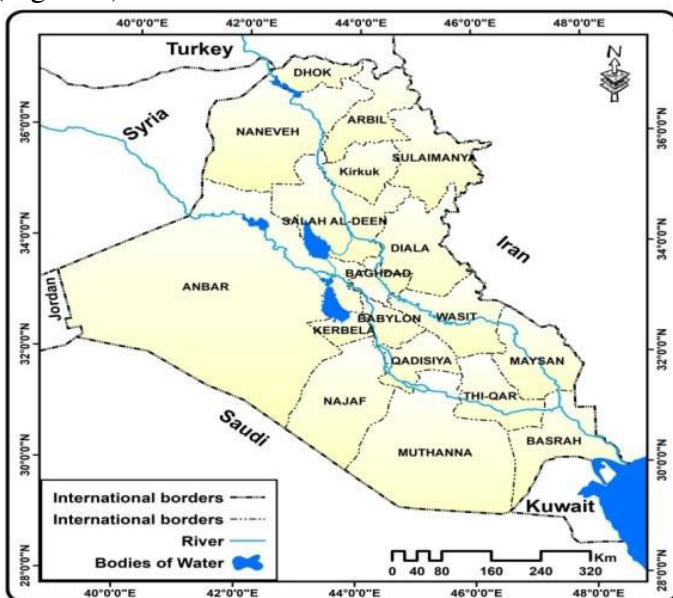 40°0'0"E 42°0'0"E 44°0'0"E 46°0'0"E 48°0'0"E
Turkey
N
DHOK
36°0'0"N
36°0'0"N
Syria
ARBIL
NANEVEH
SULAIMANYA
Kirkuk
34°0'0"N
34°0'0"N
SALAH AL-DEEN
DIALA
Iran
BAGHDAD
ANBAR
Jordan
BABYLON
WASIT
KERBELA
32°0'0"N
32°0'0"N
QADISIYA
MAYSAN
THI-QAR
NAJAF
Saudi
BASRAH
MUTHANNA
30°0'0"N
30°0'0"N
Kuwait
International borders
International borders
River
Bodies of Water
Km
0 40 80 160 240 320
28°0'0"N
28°0'0"N
40°0'0"E 42°0'0"E 44°0'0"E 46°0'0"E 48°0'0"E